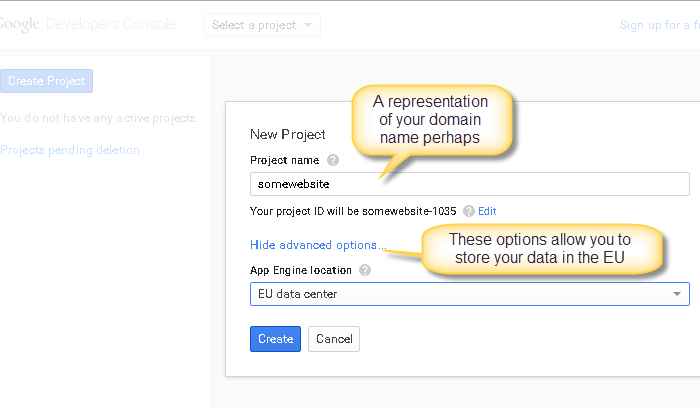 Google Developers Console
Select a project
Sign up for a
Create Project
You do not have any active projects.
Projects pending deletion
A representation
of your domain
name perhaps
New Project
Project name ?
somewebsite
Your project ID will be somewebsite-1035 ? Edit
Hide advanced options...
These options allow you to
store your data in the EU
App Engine location ?
EU data center
Create
Cancel